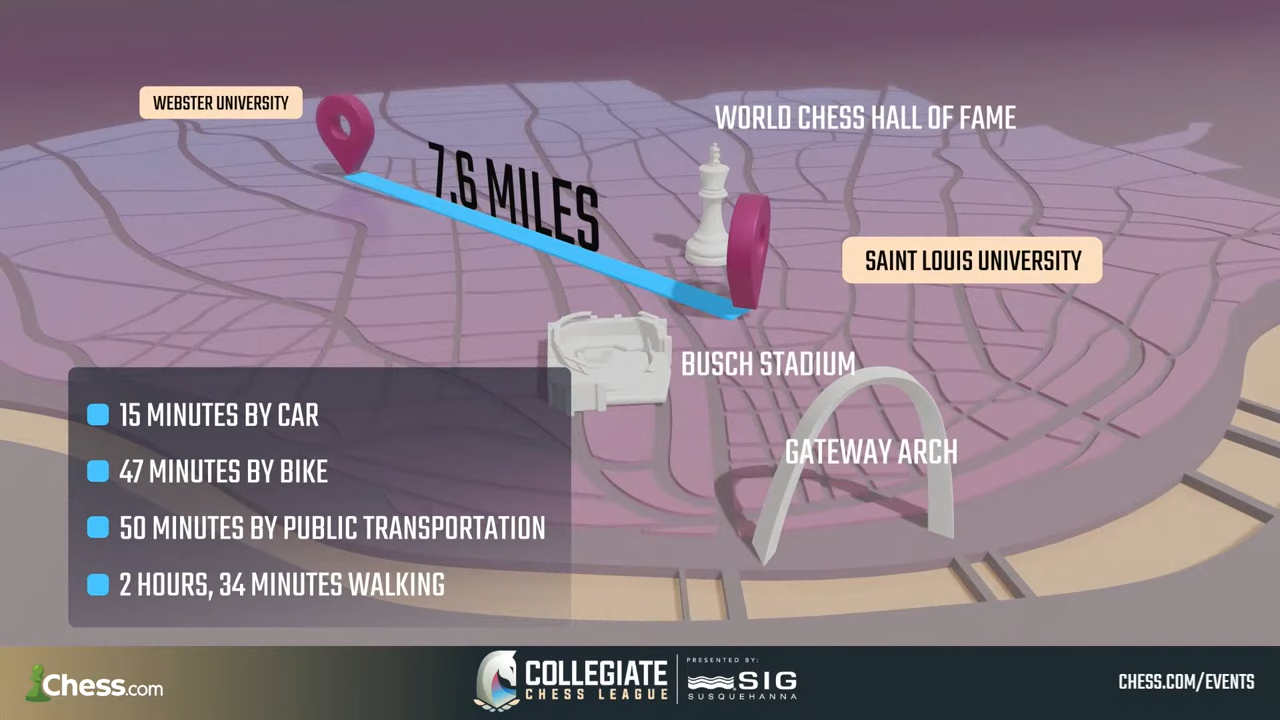 WEBSTER UNIVERSITY
WORLD CHESS HALL OF FAME
7.6 MILES
SAINT LOUIS UNIVERSITY
BUSCH STADIUM
GATEWAY ARCH
15 MINUTES BY CAR
47 MINUTES BY BIKE
50 MINUTES BY PUBLIC TRANSPORTATION
2 HOURS, 34 MINUTES WALKING
Chess.com
COLLEGIATE
CHESS LEAGUE
PRESENTED BY:
SIG
SUSQUEHANNA
CHESS.COM/EVENTS